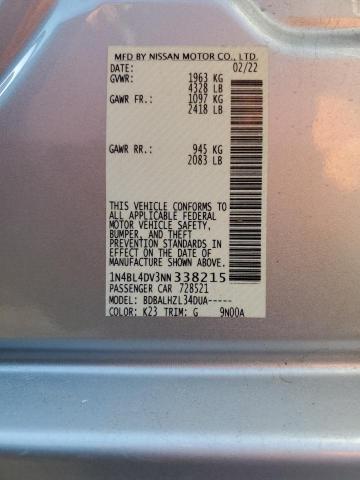 MFD BY NISSAN MOTOR CO., LTD.
DATE: 02/22
GVWR: 1963 KG
4328 LB
GAWR FR.: 1097 KG
2418 LB
GAWR RR.: 945 KG
2083 LB
THIS VEHICLE CONFORMS TO
ALL APPLICABLE FEDERAL
MOTOR VEHICLE SAFETY,
BUMPER, AND THEFT
PREVENTION STANDARDS IN
EFFECT ON THE DATE OF
MANUFACTURE SHOWN ABOVE.
1N4BL4DV3NN338215
PASSENGER CAR 728521
MODEL: BDBALHZL34DUA-----
COLOR: K23 TRIM: G 9N00A